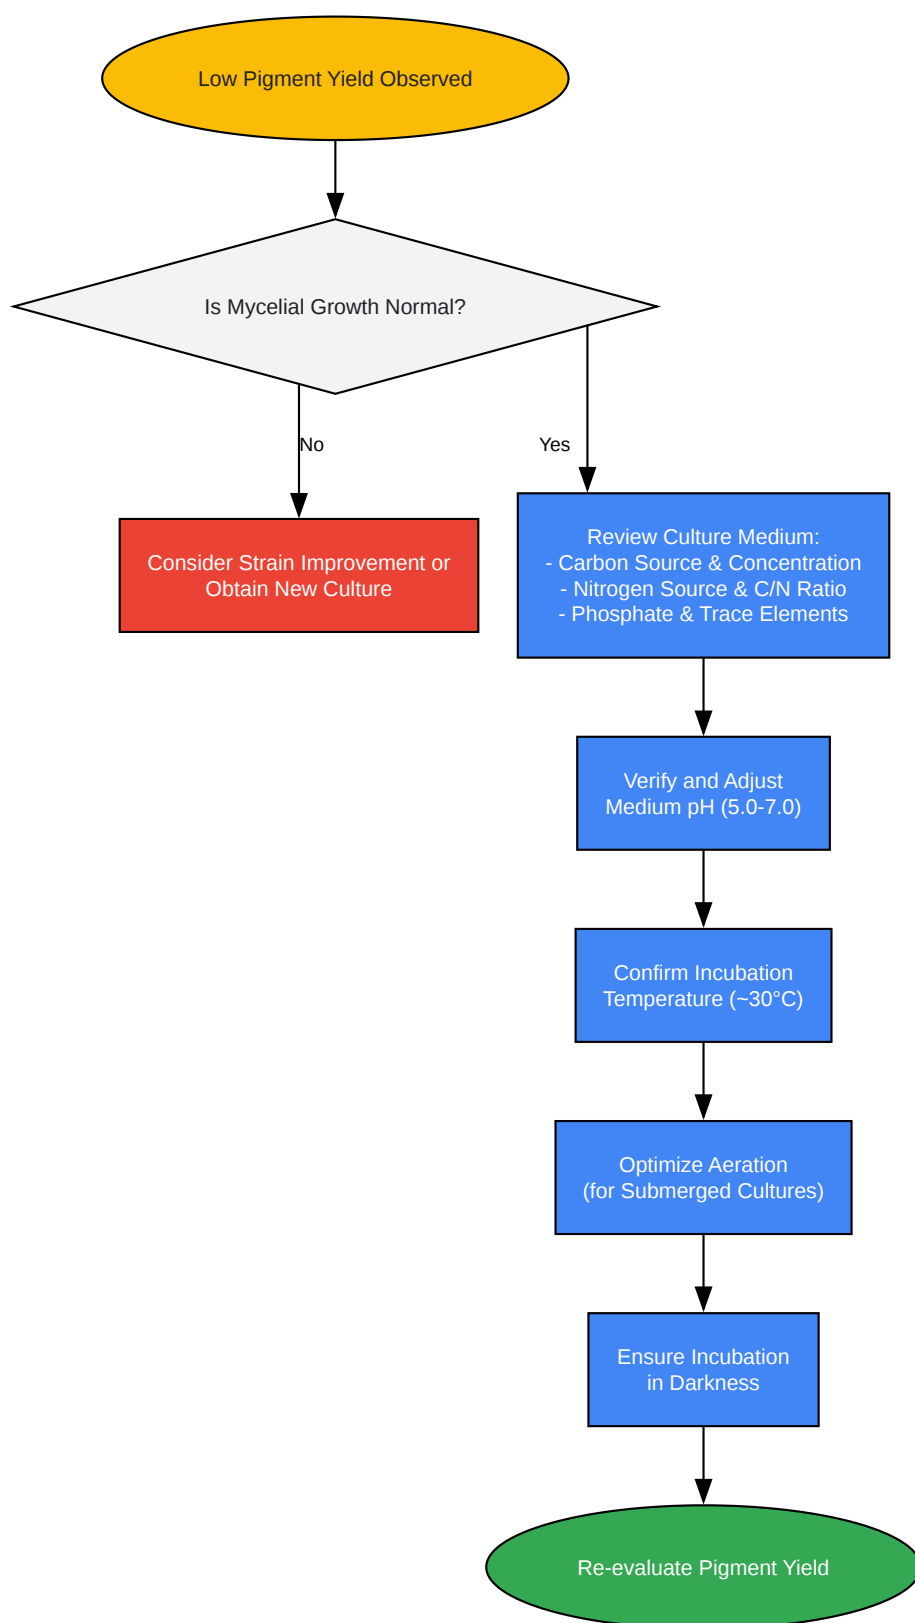 Low Pigment Yield Observed
Is Mycelial Growth Normal?
No
Yes
Consider Strain Improvement or
Obtain New Culture
Review Culture Medium:
- Carbon Source & Concentration
- Nitrogen Source & C/N Ratio
- Phosphate & Trace Elements
Verify and Adjust
Medium pH (5.0-7.0)
Confirm Incubation
Temperature (~30°C)
Optimize Aeration
(for Submerged Cultures)
Ensure Incubation
in Darkness
Re-evaluate Pigment Yield